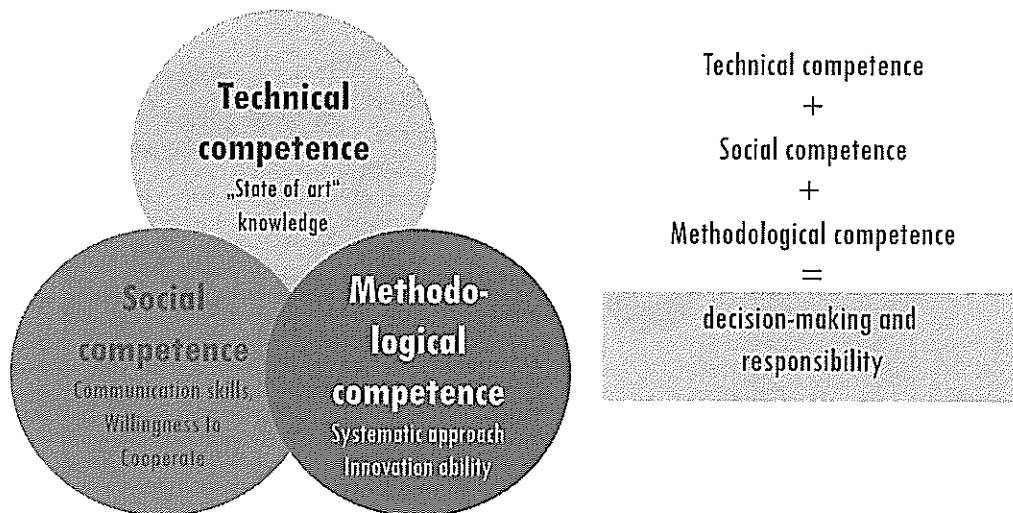 Technical
competence
„State of art“
knowledge
Social
competence
Communication skills
Willingness to
Cooperate
Methodo-
logical
competence
Systematic approach
Innovation ability
Technical competence
+
Social competence
+
Methodological competence
=
decision-making and
responsibility